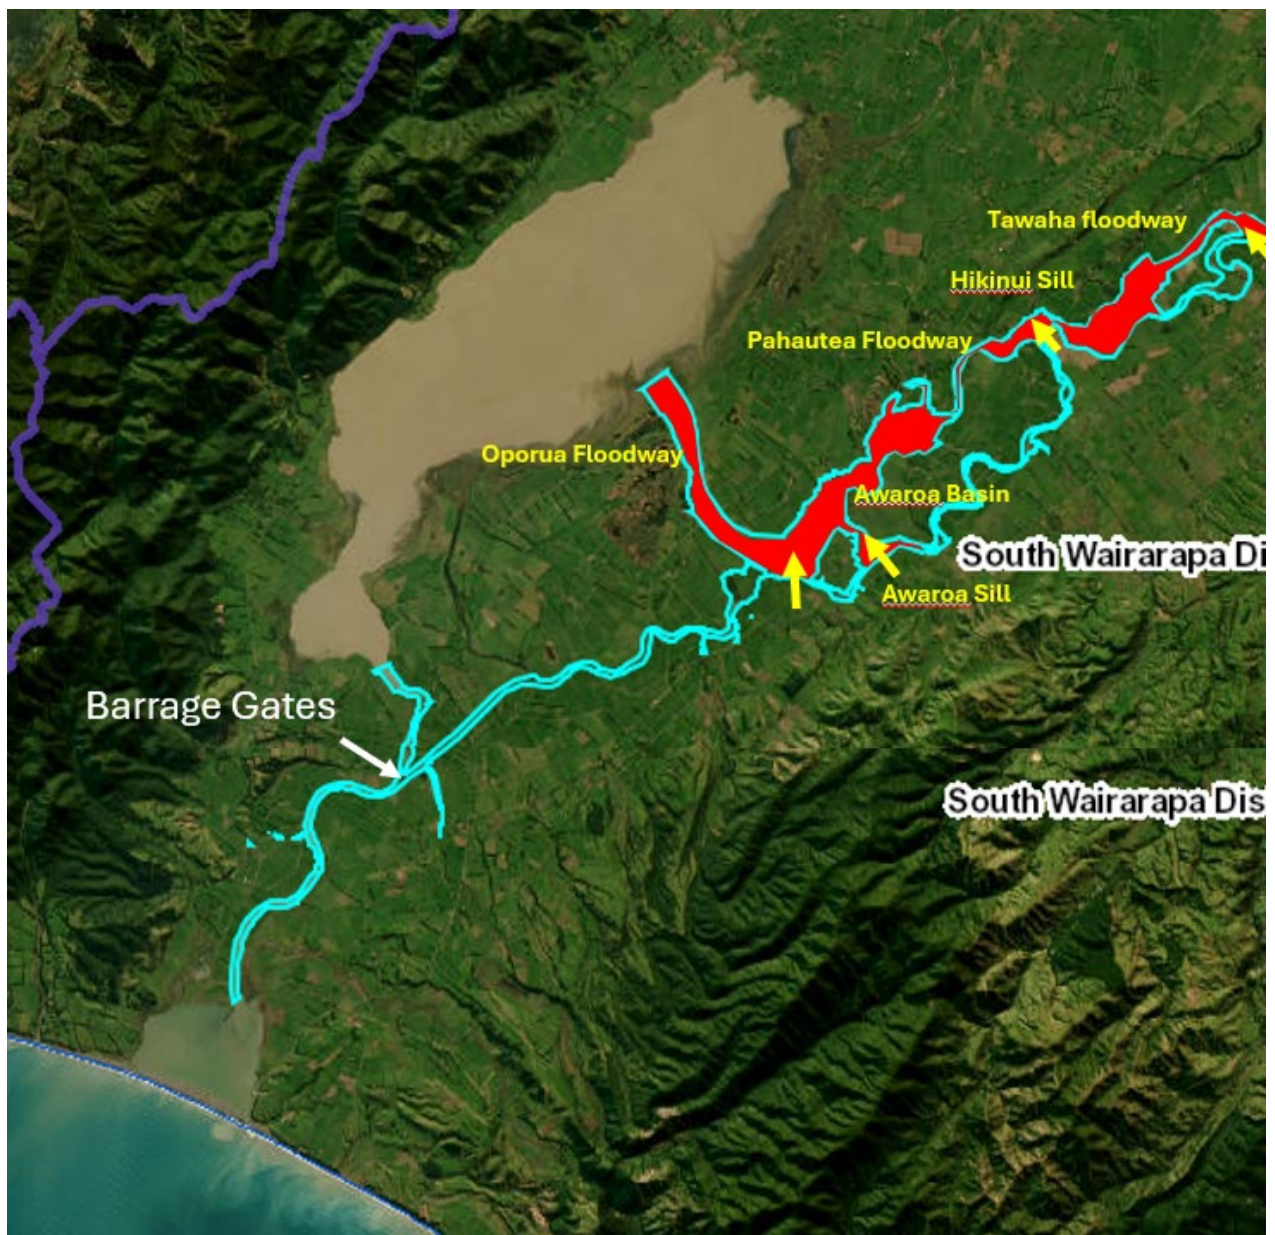 Tawaha floodway
Hikinui Sill
Pahautea Floodway
Oporua Floodway
Awaroa Basin
South Wairarapa Di
Awaroa Sill
Barrage Gates
South Wairarapa Dis